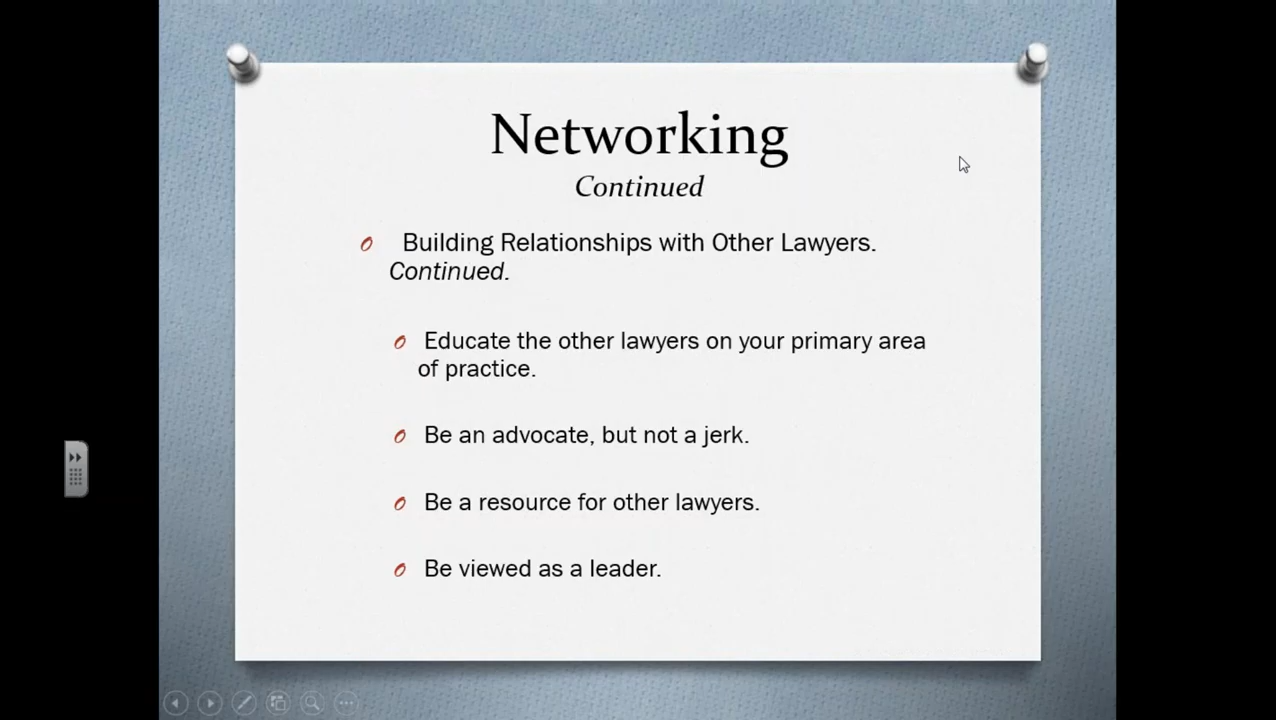 Networking
Continued
Building Relationships with Other Lawyers.
Continued.
Educate the other lawyers on your primary area
of practice.
Be an advocate, but not a jerk.
Be a resource for other lawyers.
Be viewed as a leader.